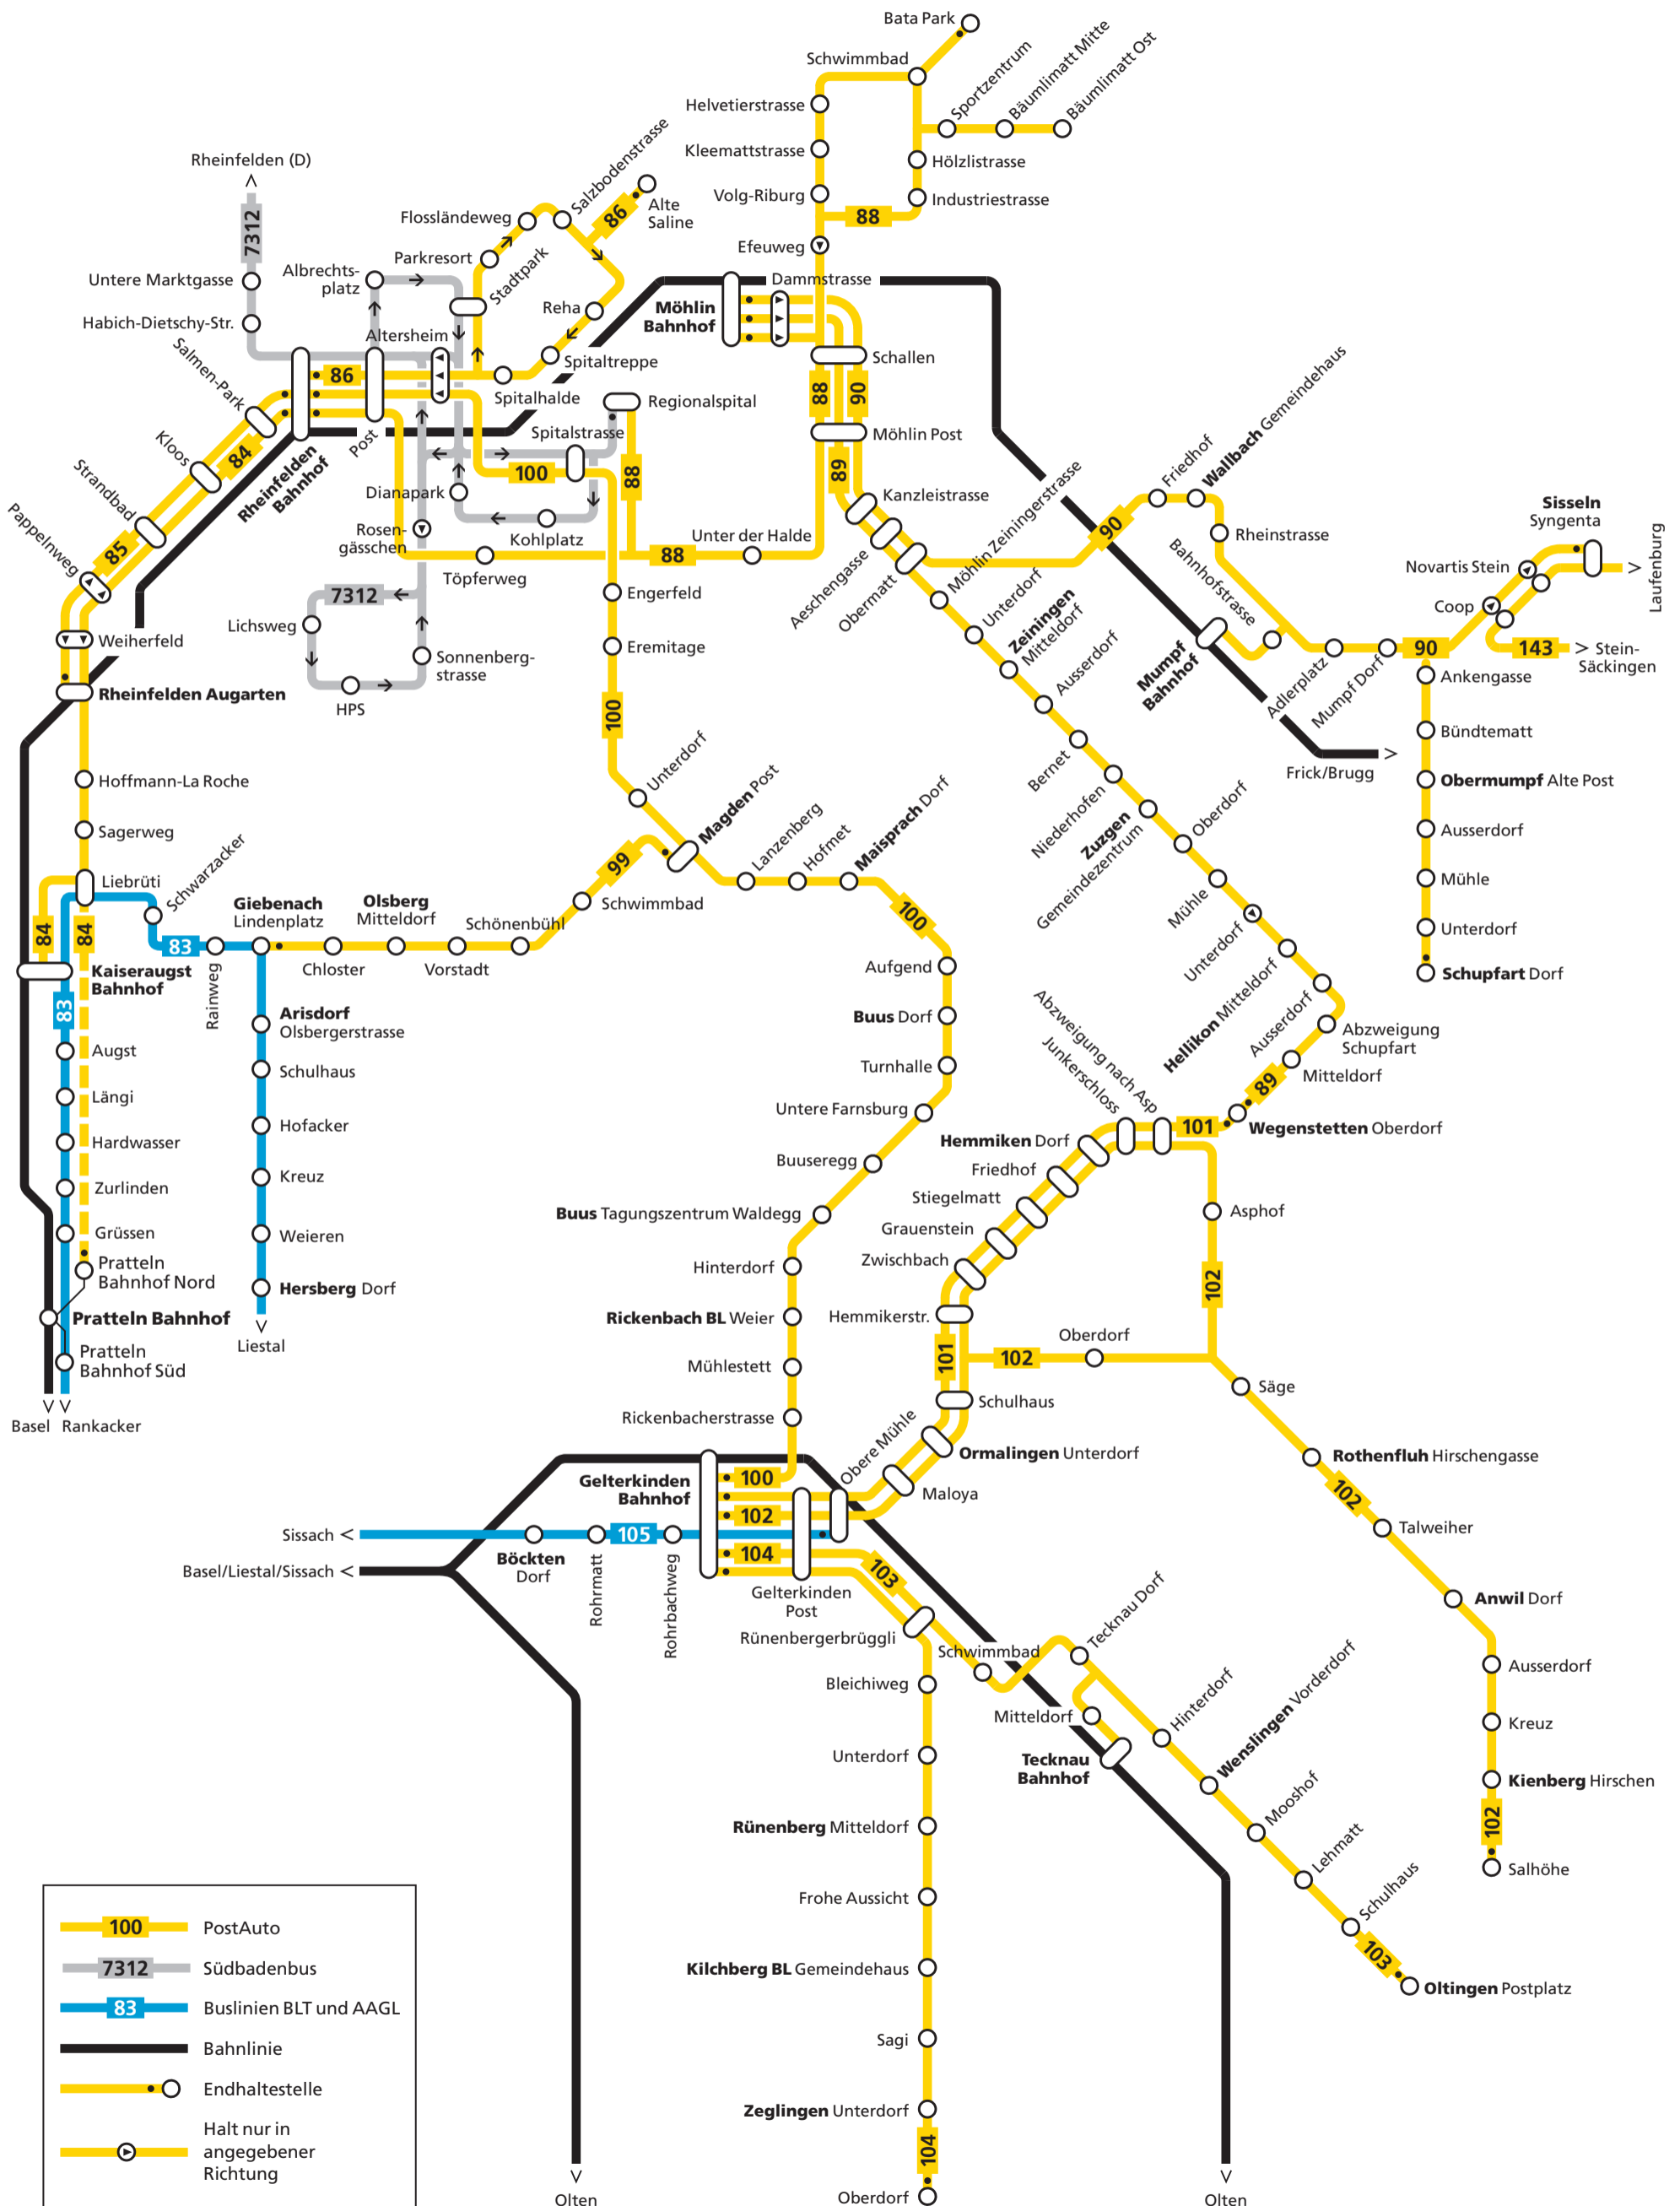 Bata Park
Schwimmbad
Sportzentrum
Bäumlimatt Mitte
Bäumlimatt Ost
Helvetierstrasse
Kleemattstrasse
Hölzlistrasse
Volg-Riburg
Industriestrasse
88
Efeuweg
Rheinfelden (D)
7312
Untere Marktgasse
Habich-Dietschy-Str.
Albrechts-
platz
Altersheim
Parkresort
Flossländeweg
Salzbodenstrasse
86
Alte
Saline
Stadtpark
Reha
Spitaltreppe
Spitalhalde
Möhlin
Bahnhof
Dammstrasse
Schallen
88
90
Möhlin Post
89
Kanzleistrasse
Aeschengasse
Obermatt
Möhlin Zeiningerstrasse
Salmen-Park
86
Kloos
84
Strandbad
85
Pappelnweg
Rheinfelden
Bahnhof
Post
Regionalspital
Spitalstrasse
100
88
Dianapark
Rosen-
gässchen
Kohlplatz
Töpferweg
88
Unter der Halde
7312
Lichsweg
HPS
Sonnenberg-
strasse
Engerfeld
Eremitage
100
Weiherfeld
Rheinfelden Augarten
Hoffmann-La Roche
Sagerweg
Liebrüti
84
84
Kaiseraugst
Bahnhof
83
Schwarzacker
83
Rainweg
Giebenach
Lindenplatz
Olsberg
Mitteldorf
Chloster
Vorstadt
Schönenbühl
Schwimmbad
99
Unterdorf
Magden Post
Lanzenberg
Hofmet
Maisprach Dorf
100
Aufgend
Buus Dorf
Turnhalle
Untere Farnsburg
Buuseregg
Buus Tagungszentrum Waldegg
Hinterdorf
Rickenbach BL Weier
Mühlestett
Rickenbacherstrasse
Augst
Längi
Hardwasser
Zurlinden
Grüssen
Pratteln
Bahnhof Nord
Pratteln Bahnhof
Pratteln
Bahnhof Süd
Basel
Rankacker
Arisdorf
Olsbergerstrasse
Schulhaus
Hofacker
Kreuz
Weieren
Hersberg Dorf
Liestal
90
Friedhof
Wallbach Gemeindehaus
Rheinstrasse
Bahnhofstrasse
Mumpf
Bahnhof
Adlerplatz
Mumpf Dorf
90
Coop
Novartis Stein
Sisseln
Syngenta
Laufenburg
143
Stein-
Säckingen
Frick/Brugg
Ankengasse
Bündtematt
Obermumpf Alte Post
Ausserdorf
Mühle
Unterdorf
Schupfart Dorf
Unterdorf
Zeiningen
Mitteldorf
Ausserdorf
Bernet
Niederhofen
Zuzgen
Gemeindezentrum
Oberdorf
Mühle
Unterdorf
Hellikon Mitteldorf
Ausserdorf
Abzweigung
Schupfart
Mitteldorf
89
Wegenstetten Oberdorf
101
Abzweigung nach Asp
Junkerschloss
Hemmiken Dorf
Friedhof
Stiegelmatt
Grauenstein
Zwischbach
Hemmikerstr.
101
102
Oberdorf
Asphof
102
Säge
Rothenfluh Hirschengasse
102
Talweiher
Anwil Dorf
Ausserdorf
Kreuz
Kienberg Hirschen
102
Salhöhe
Schulhaus
Ormalingen Unterdorf
Maloya
Obere Mühle
Gelterkinden
Bahnhof
100
102
104
Sissach
105
Böckten
Dorf
Rohrmatt
Rohrbachweg
Basel/Liestal/Sissach
Gelterkinden
Post
103
Rünenbergerbrüggli
Schwimmbad
Tecknau Dorf
Mitteldorf
Tecknau
Bahnhof
Hinterdorf
Wenslingen Vorderdorf
Mooshof
Lehmatt
Schulhaus
103
Oltingen Postplatz
Bleichiweg
Unterdorf
Rünenberg Mitteldorf
Frohe Aussicht
Kilchberg BL Gemeindehaus
Sagi
Zeglingen Unterdorf
104
Oberdorf
Olten
Olten
100
PostAuto
7312
Südbadenbus
83
Buslinien BLT und AAGL
Bahnlinie
Endhaltestelle
Halt nur in
angegebener
Richtung